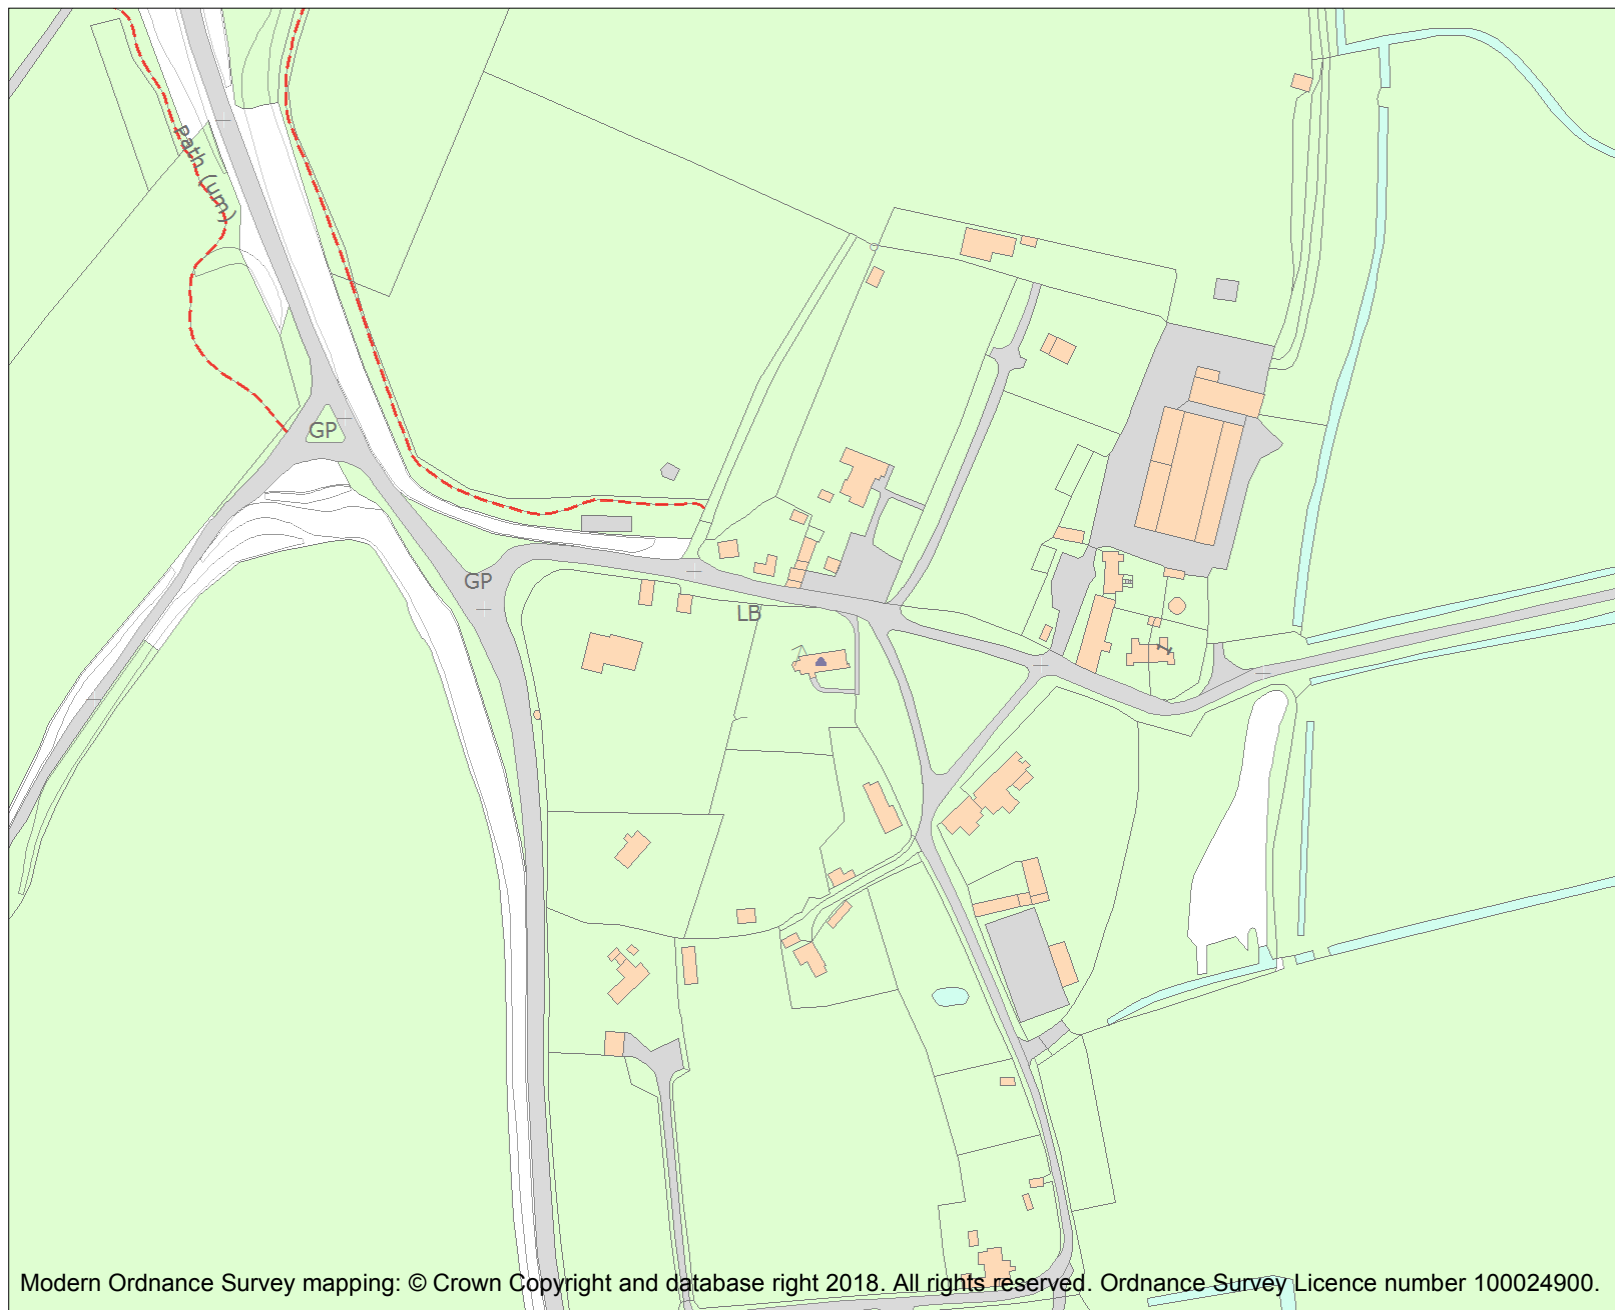 Path (um)
GP
GP
LB
Modern Ordnance Survey mapping: © Crown Copyright and database right 2018. All rights reserved. Ordnance Survey Licence number 100024900.